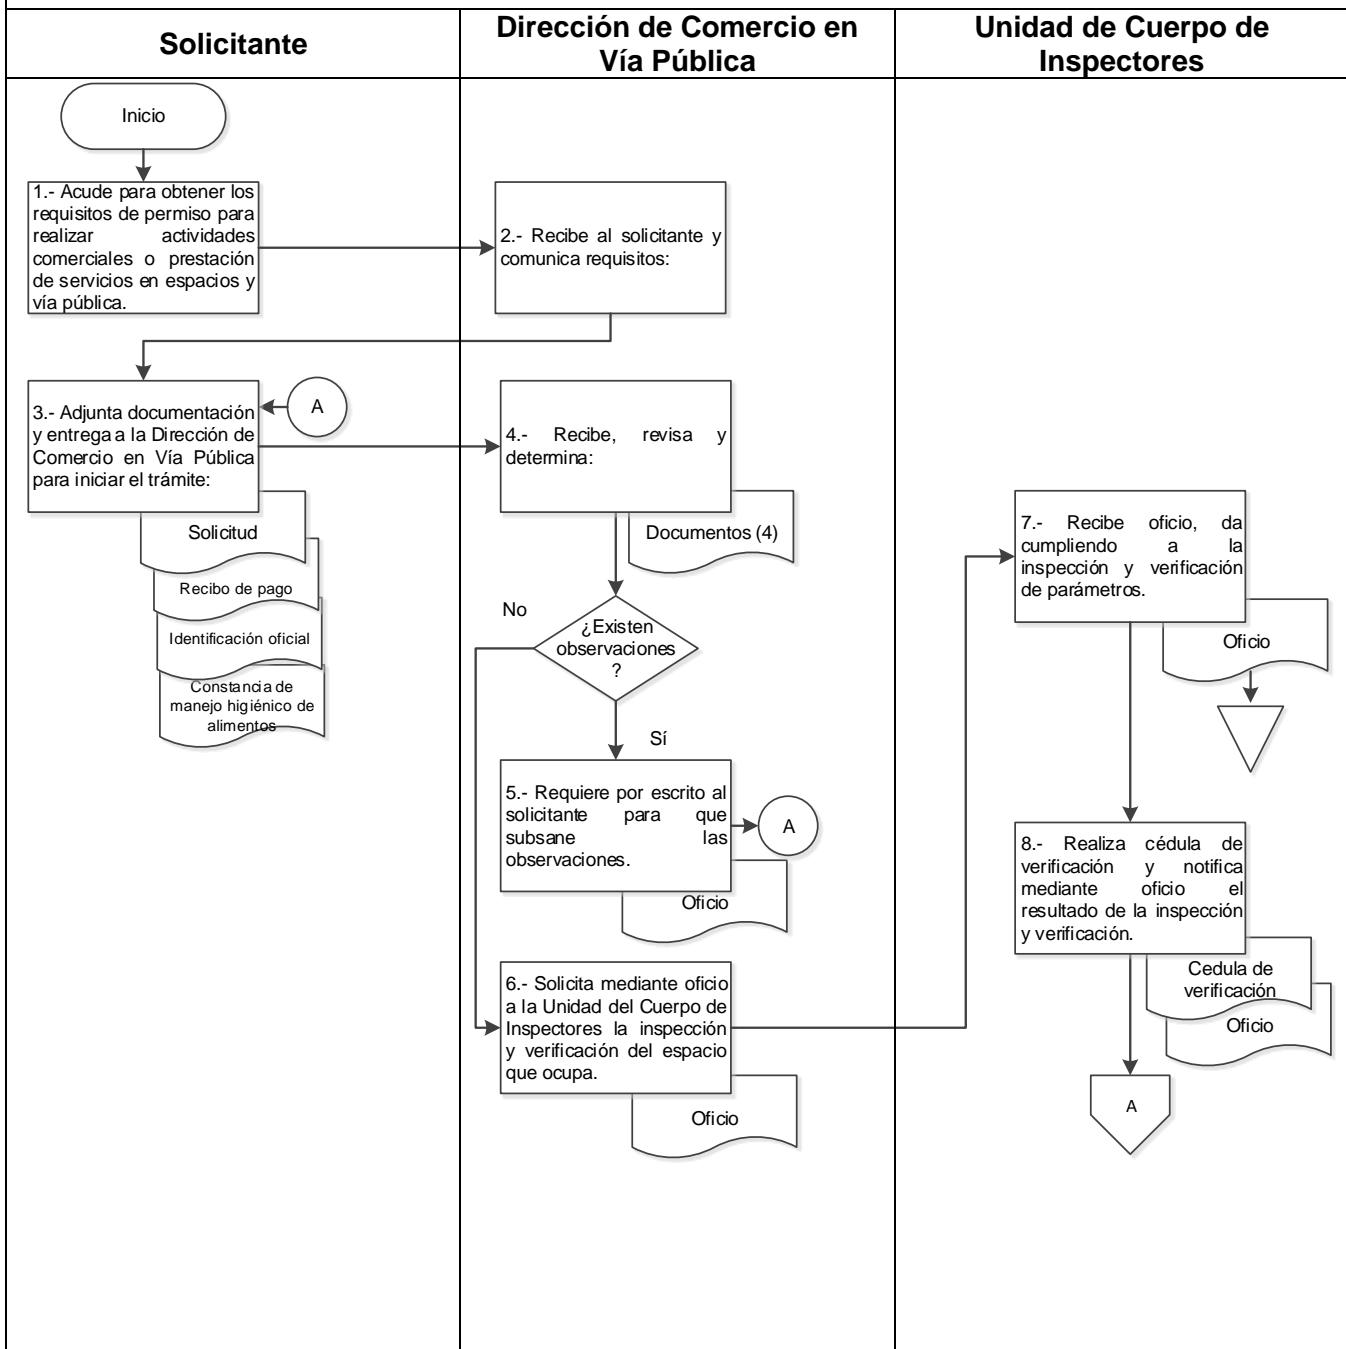 Solicitante
Dirección de Comercio en
Vía Pública
Unidad de Cuerpo de
Inspectores
Inicio
1.- Acude para obtener los
requisitos de permiso para
realizar actividades
comerciales o prestación
de servicios en espacios y
vía pública.
2.- Recibe al solicitante y
comunica requisitos:
3.- Adjunta documentación
y entrega a la Dirección de
Comercio en Vía Pública
para iniciar el trámite:
A
Solicitud
Recibo de pago
Identificación oficial
Constancia de
manejo higiénico de
alimentos
4.- Recibe, revisa y
determina:
Documentos (4)
No
¿Existen
observaciones
?
Sí
5.- Requiere por escrito al
solicitante para que
subsane las
observaciones.
A
Oficio
6.- Solicita mediante oficio
a la Unidad del Cuerpo de
Inspectores la inspección
y verificación del espacio
que ocupa.
Oficio
7.- Recibe oficio, da
cumpliendo a la
inspección y verificación
de parámetros.
Oficio
8.- Realiza cédula de
verificación y notifica
mediante oficio el
resultado de la inspección
y verificación.
Cedula de
verificación
Oficio
A